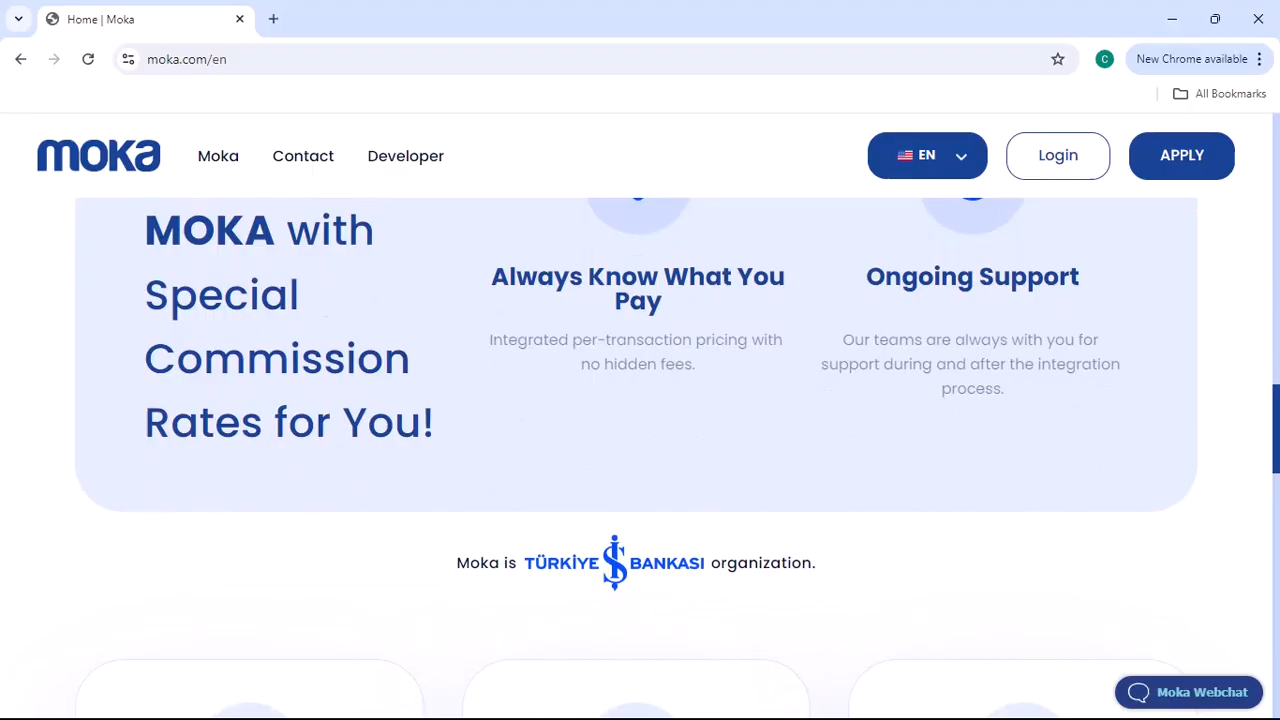 Home | Moka
moka.com/en
C
New Chrome available
All Bookmarks
moka
Moka
Contact
Developer
EN
Login
APPLY
MOKA with
Special
Commission
Rates for You!
Always Know What You
Pay
Integrated per-transaction pricing with
no hidden fees.
Ongoing Support
Our teams are always with you for
support during and after the integration
process.
Moka is TÜRKİYE İŞ BANKASI organization.
Moka Webchat